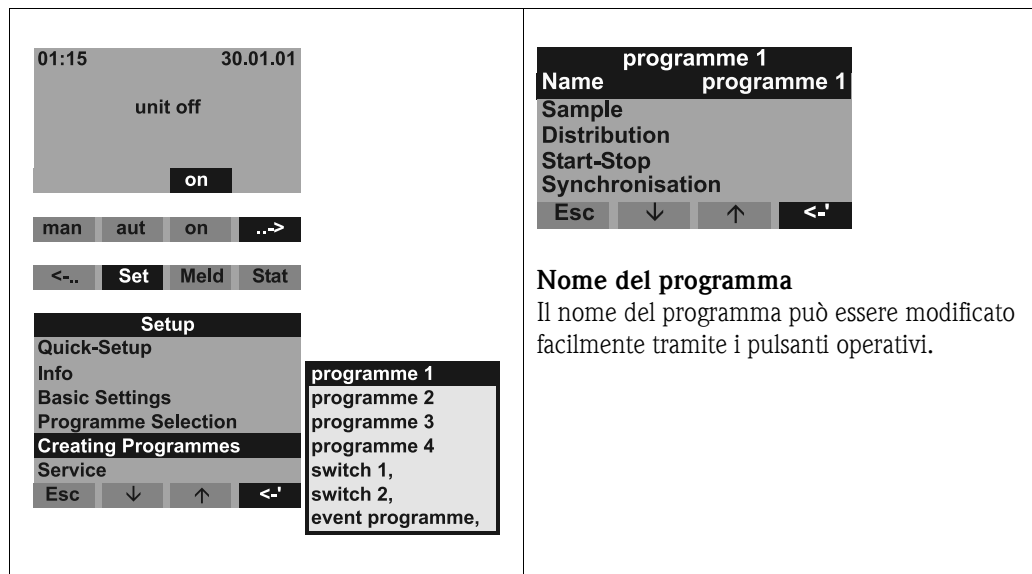 01:15 30.01.01
unit off
on
man aut on ..->
<-.. Set Meld Stat
Setup
Quick-Setup
Info
Basic Settings
Programme Selection
Creating Programmes
Service
Esc ↓ ↑ <-'
programme 1
programme 2
programme 3
programme 4
switch 1,
switch 2,
event programme,
programme 1
Name programme 1
Sample
Distribution
Start-Stop
Synchronisation
Esc ↓ ↑ <-'
Nome del programma
Il nome del programma può essere modificato
facilmente tramite i pulsanti operativi.